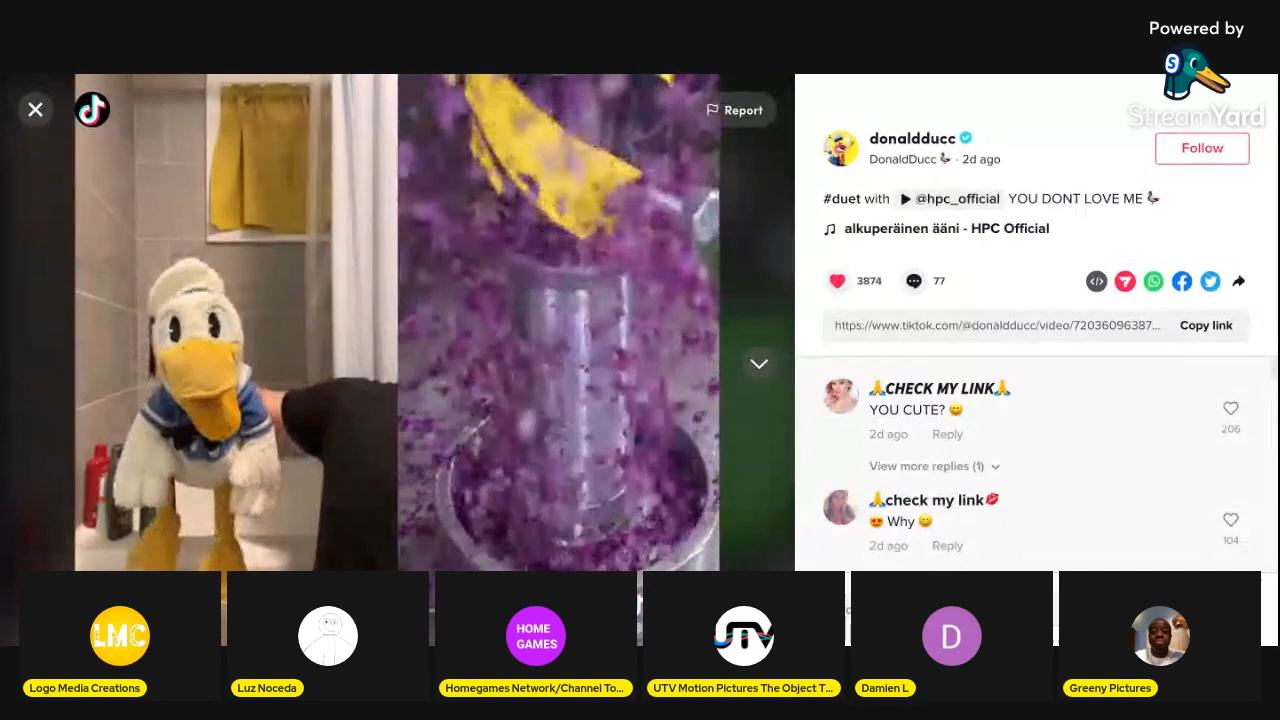 Powered by
StreamYard
Report
donaldducc
DonaldDucc 🦆 · 2d ago
Follow
#duet with ▶ @hpc_official YOU DONT LOVE ME 🦆
♫ alkuperäinen ääni - HPC Official
3874
77
https://www.tiktok.com/@donaldducc/video/72036096387...
Copy link
🙏CHECK MY LINK🙏
YOU CUTE? 😋
206
2d ago Reply
View more replies (1)
🙏check my link💋
😍 Why 😋
104
2d ago Reply
LMC
HOME
GAMES
UTV
D
Logo Media Creations
Luz Noceda
Homegames Network/Channel To...
UTV Motion Pictures The Object T...
Damien L
Greeny Pictures